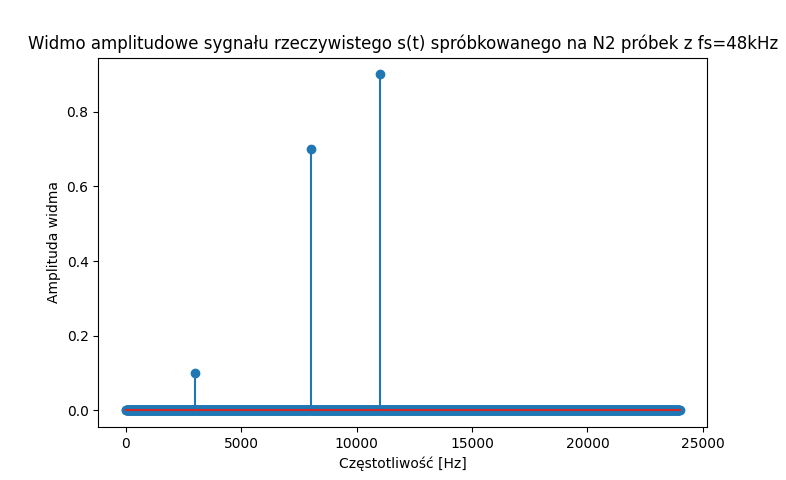 Widmo amplitudowe sygnału rzeczywistego s(t) spróbkowanego na N2 próbek z fs=48kHz
Amplituda widma
0.8
0.6
0.4
0.2
0.0
0 5000 10000 15000 20000 25000
Częstotliwość [Hz]